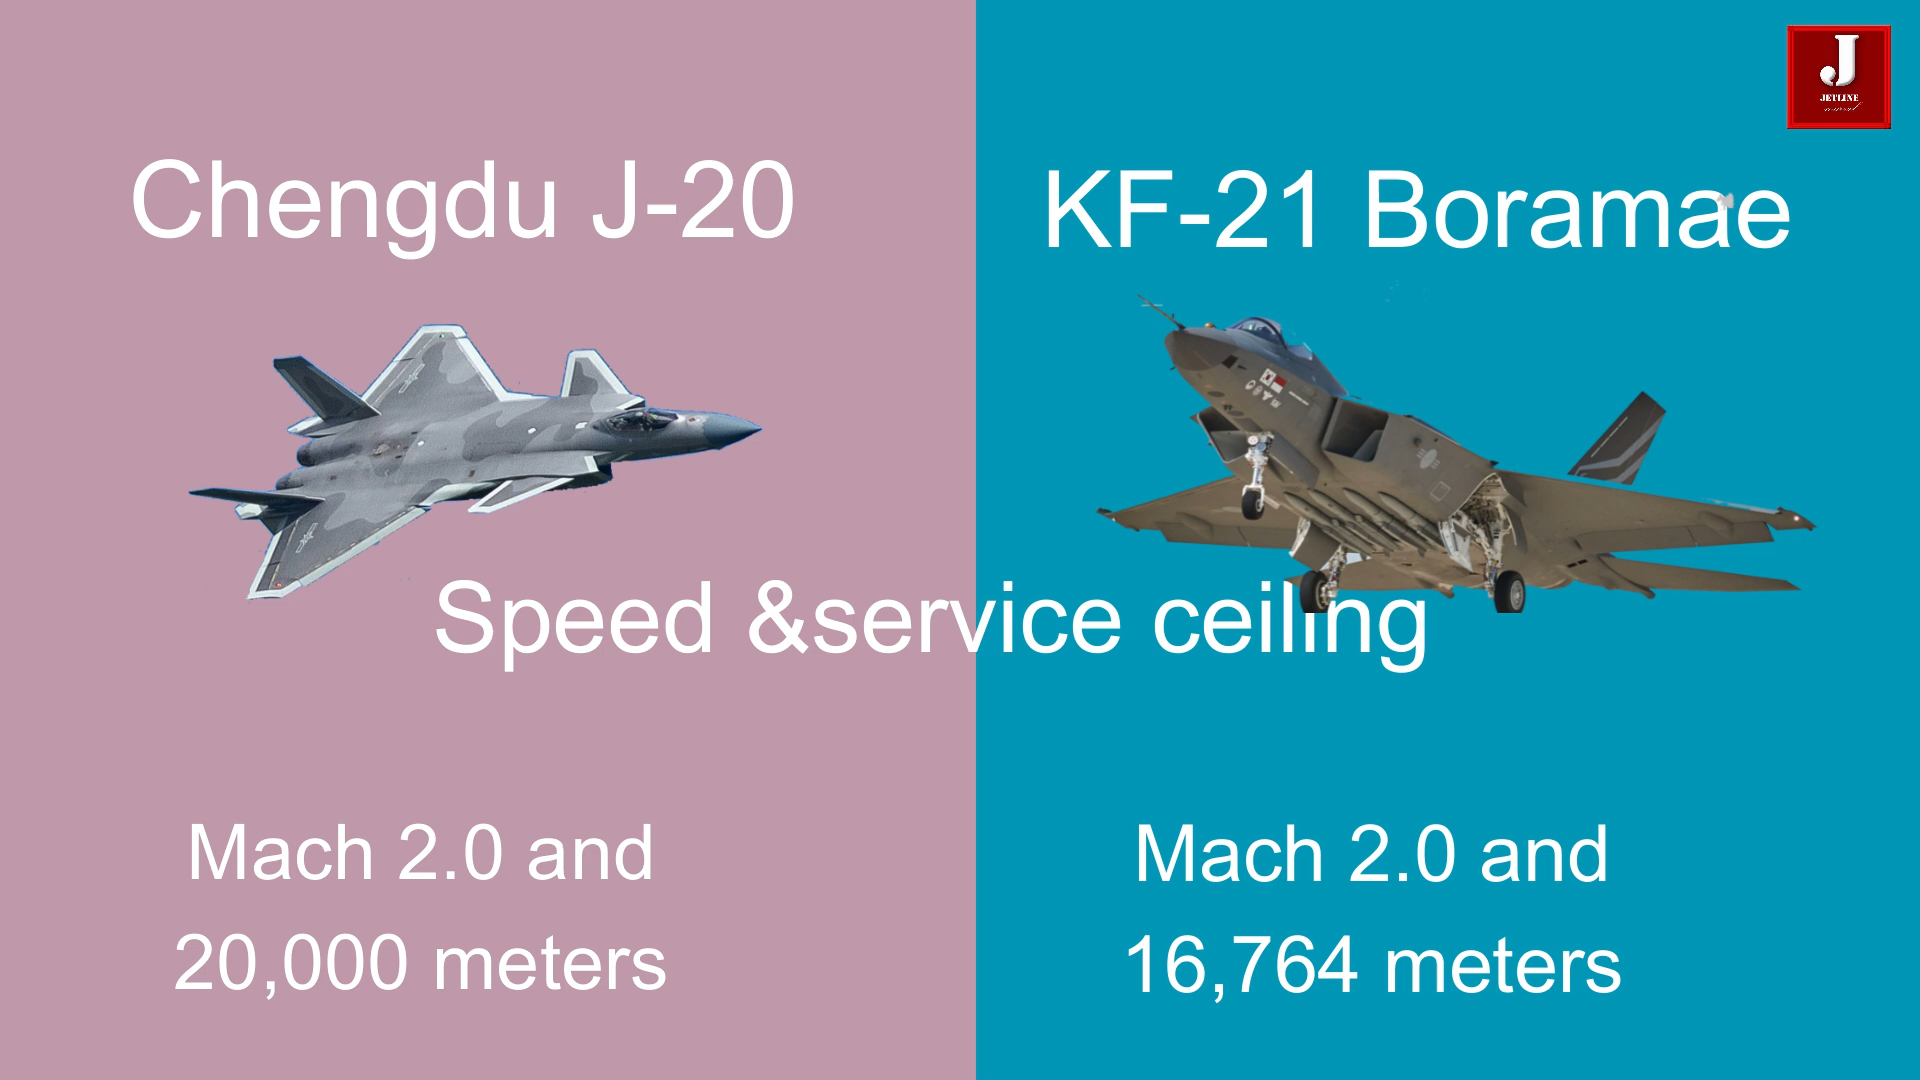 Chengdu J-20
KF-21 Boramae
J
JETLINE
Speed &service ceiling
Mach 2.0 and
20,000 meters
Mach 2.0 and
16,764 meters